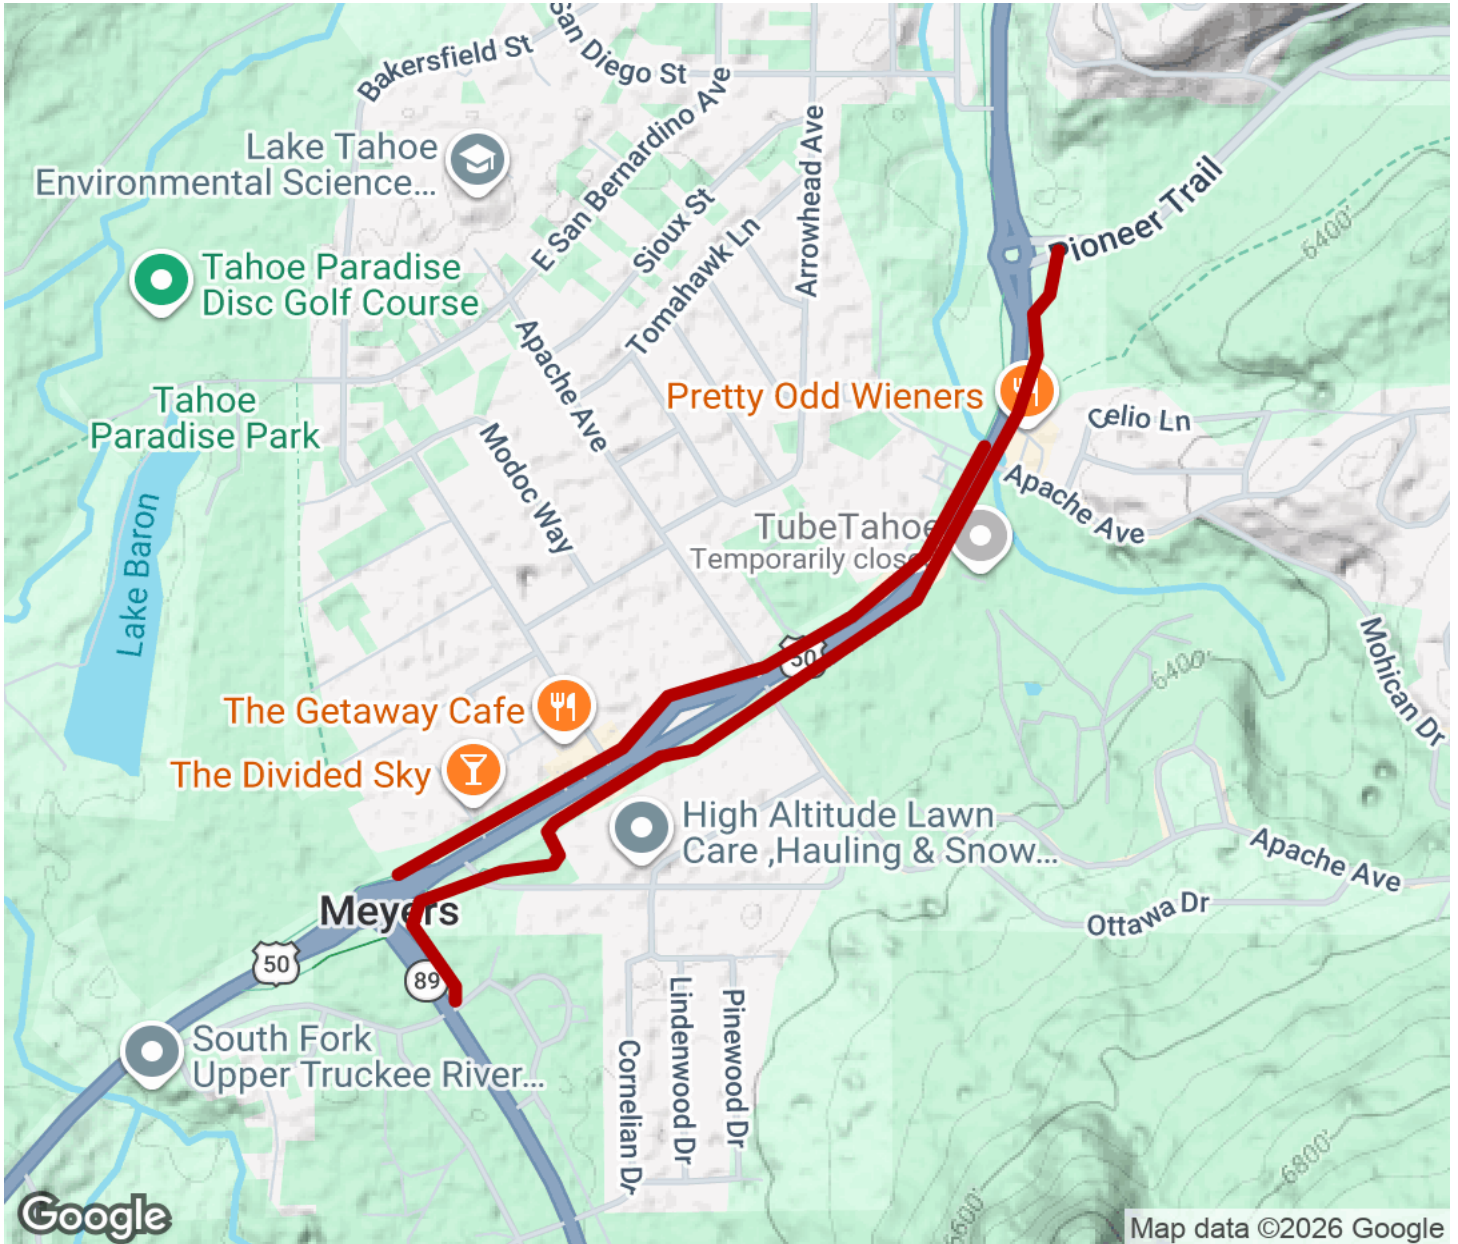 Bakersfield St
San Diego St
E San Bernardino Ave
Lake Tahoe
Environmental Science...
Sioux St
Tomahawk Ln
Arrowhead Ave
Pioneer Trail
6400'
Tahoe Paradise
Disc Golf Course
Apache Ave
Tahoe
Paradise Park
Pretty Odd Wieners
Celio Ln
Modoc Way
Apache Ave
TubeTahoe
Temporarily
Lake Baron
50
6400'
Mohican Dr
The Getaway Cafe
The Divided Sky
High Altitude Lawn
Care ,Hauling & Snow...
Apache Ave
Ottawa Dr
Meyers
50
89
South Fork
Upper Truckee River...
Cornelian Dr
Lindenwood Dr
Pinewood Dr
6800'
6600'
Google
Map data ©2026 Google